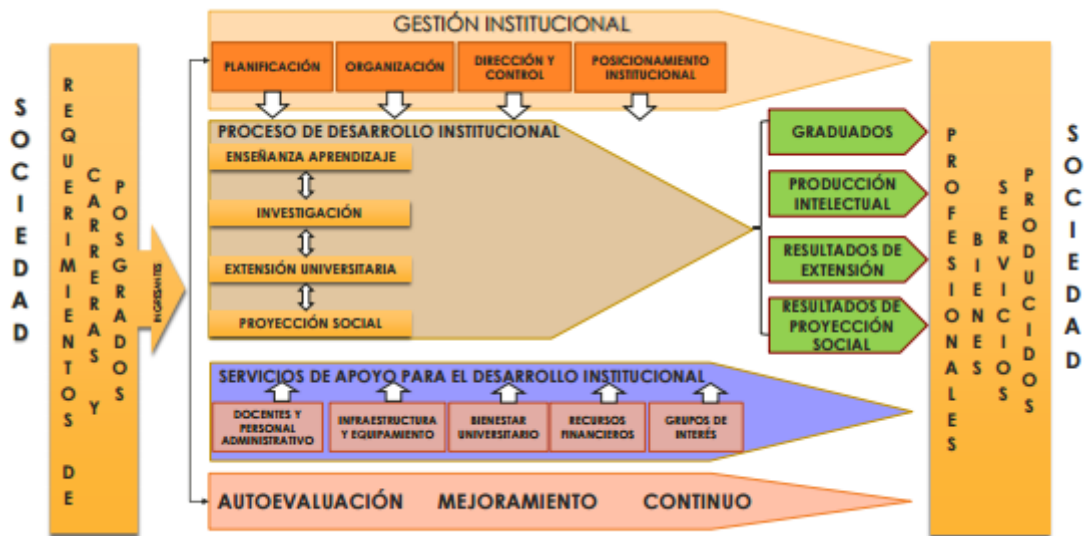 SOCIEDAD
REQUERIMIENTOS DE
CARRERAS Y
POSGRADOS
INGRESANTES
GESTIÓN INSTITUCIONAL
PLANIFICACIÓN
ORGANIZACIÓN
DIRECCIÓN Y
CONTROL
POSICIONAMIENTO
INSTITUCIONAL
PROCESO DE DESARROLLO INSTITUCIONAL
ENSEÑANZA APRENDIZAJE
INVESTIGACIÓN
EXTENSIÓN UNIVERSITARIA
PROYECCIÓN SOCIAL
SERVICIOS DE APOYO PARA EL DESARROLLO INSTITUCIONAL
DOCENTES Y
PERSONAL
ADMINISTRATIVO
INFRAESTRUCTURA
Y EQUIPAMIENTO
BIENESTAR
UNIVERSITARIO
RECURSOS
FINANCIEROS
GRUPOS DE
INTERÉS
AUTOEVALUACIÓN MEJORAMIENTO CONTINUO
GRADUADOS
PRODUCCIÓN
INTELECTUAL
RESULTADOS DE
EXTENSIÓN
RESULTADOS DE
PROYECCIÓN
SOCIAL
PROFESIONALES
BIENES
SERVICIOS
PRODUCIDOS
SOCIEDAD